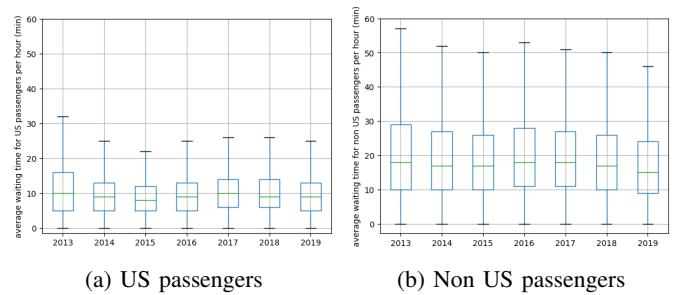 average waiting time for US passengers per hour (min)
60
50
40
30
20
10
0
2013 2014 2015 2016 2017 2018 2019
(a) US passengers
average waiting time for non US passengers per hour (min)
60
50
40
30
20
10
0
2013 2014 2015 2016 2017 2018 2019
(b) Non US passengers